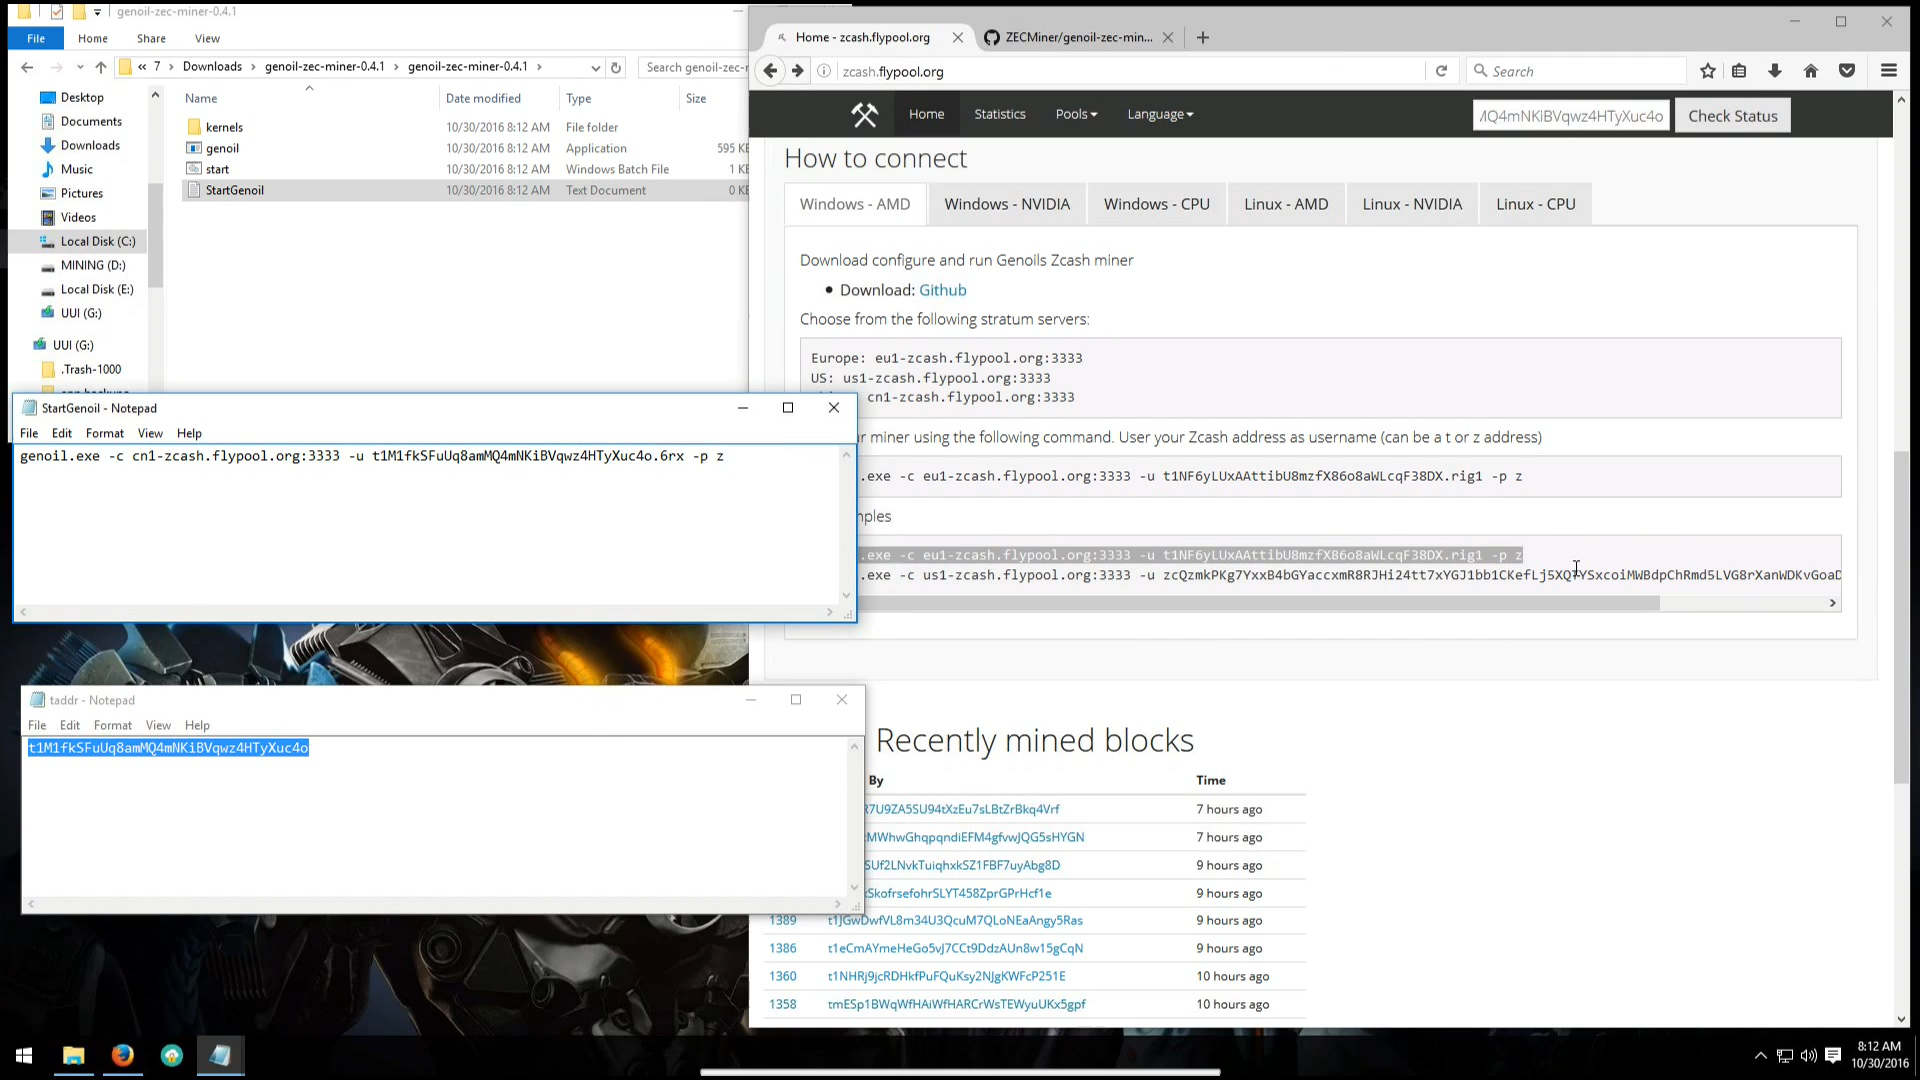 genoil-zec-miner-0.4.1
File Home Share View
« 7 > Downloads > genoil-zec-miner-0.4.1 > genoil-zec-miner-0.4.1 >
Search genoil-zec-r
Desktop
Documents
Downloads
Music
Pictures
Videos
Local Disk (C:)
MINING (D:)
Local Disk (E:)
UUI (G:)
UUI (G:)
.Trash-1000
Name Date modified Type Size
kernels 10/30/2016 8:12 AM File folder
genoil 10/30/2016 8:12 AM Application 595 KB
start 10/30/2016 8:12 AM Windows Batch File 1 KB
StartGenoil 10/30/2016 8:12 AM Text Document 0 KB
StartGenoil - Notepad
File Edit Format View Help
genoil.exe -c cn1-zcash.flypool.org:3333 -u t1M1fkSFuUq8amMQ4mNKiBVqwz4HTyXuc4o.6rx -p z
taddr - Notepad
File Edit Format View Help
t1M1fkSFuUq8amMQ4mNKiBVqwz4HTyXuc4o
Home - zcash.flypool.org
ZECMiner/genoil-zec-min...
zcash.flypool.org
Search
Home Statistics Pools Language
IQ4mNKiBVqwz4HTyXuc4o Check Status
How to connect
Windows - AMD Windows - NVIDIA Windows - CPU Linux - AMD Linux - NVIDIA Linux - CPU
Download configure and run Genoils Zcash miner
Download: Github
Choose from the following stratum servers:
Europe: eu1-zcash.flypool.org:3333
US: us1-zcash.flypool.org:3333
cn1-zcash.flypool.org:3333
r miner using the following command. User your Zcash address as username (can be a t or z address)
.exe -c eu1-zcash.flypool.org:3333 -u t1NF6yLUxAAttibU8mzfX86o8aWLcqF38DX.rig1 -p z
mples
.exe -c eu1-zcash.flypool.org:3333 -u t1NF6yLUxAAttibU8mzfX86o8aWLcqF38DX.rig1 -p z
.exe -c us1-zcash.flypool.org:3333 -u
Recently mined blocks
By Time
R7U9ZA5SU94tXzEu7sLBtZrBkq4Vrf 7 hours ago
MWhwGhqpqndiEFM4gfvwJQG5sHYGN 7 hours ago
SUf2LNvkTuiqhxkSZ1FBF7uyAbg8D 9 hours ago
Skofrsefohr​SLYT458ZprGPrHcf1e 9 hours ago
1389 t1JGwDwfVL8m34U3QcuM7QLoNEaAngy5Ras 9 hours ago
1386 t1eCmAYmeHeGo5vJ7CCt9DdzAUn8w15gCqN 9 hours ago
1360 t1NHRj9jcRDHkfPuFQuKsy2NJgKWFcP251E 10 hours ago
1358 tmESp1BWqWfHAiWfHARCrWsTEWyuUKx5gpf 10 hours ago
8:12 AM
10/30/2016